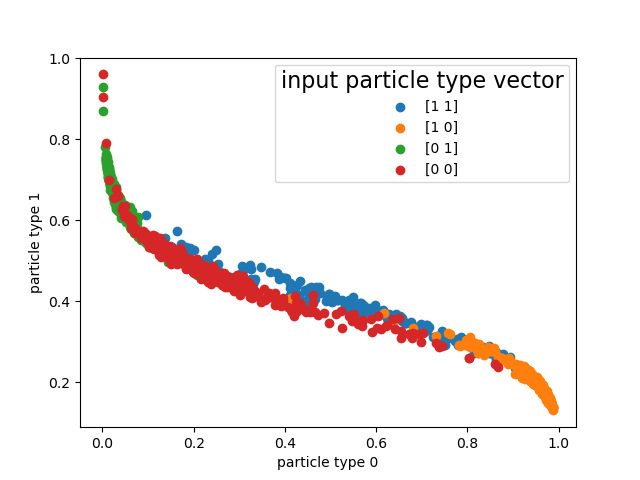 input particle type vector
[1 1]
[1 0]
[0 1]
[0 0]
1.0
0.8
0.6
0.4
0.2
particle type 1
0.0 0.2 0.4 0.6 0.8 1.0
particle type 0